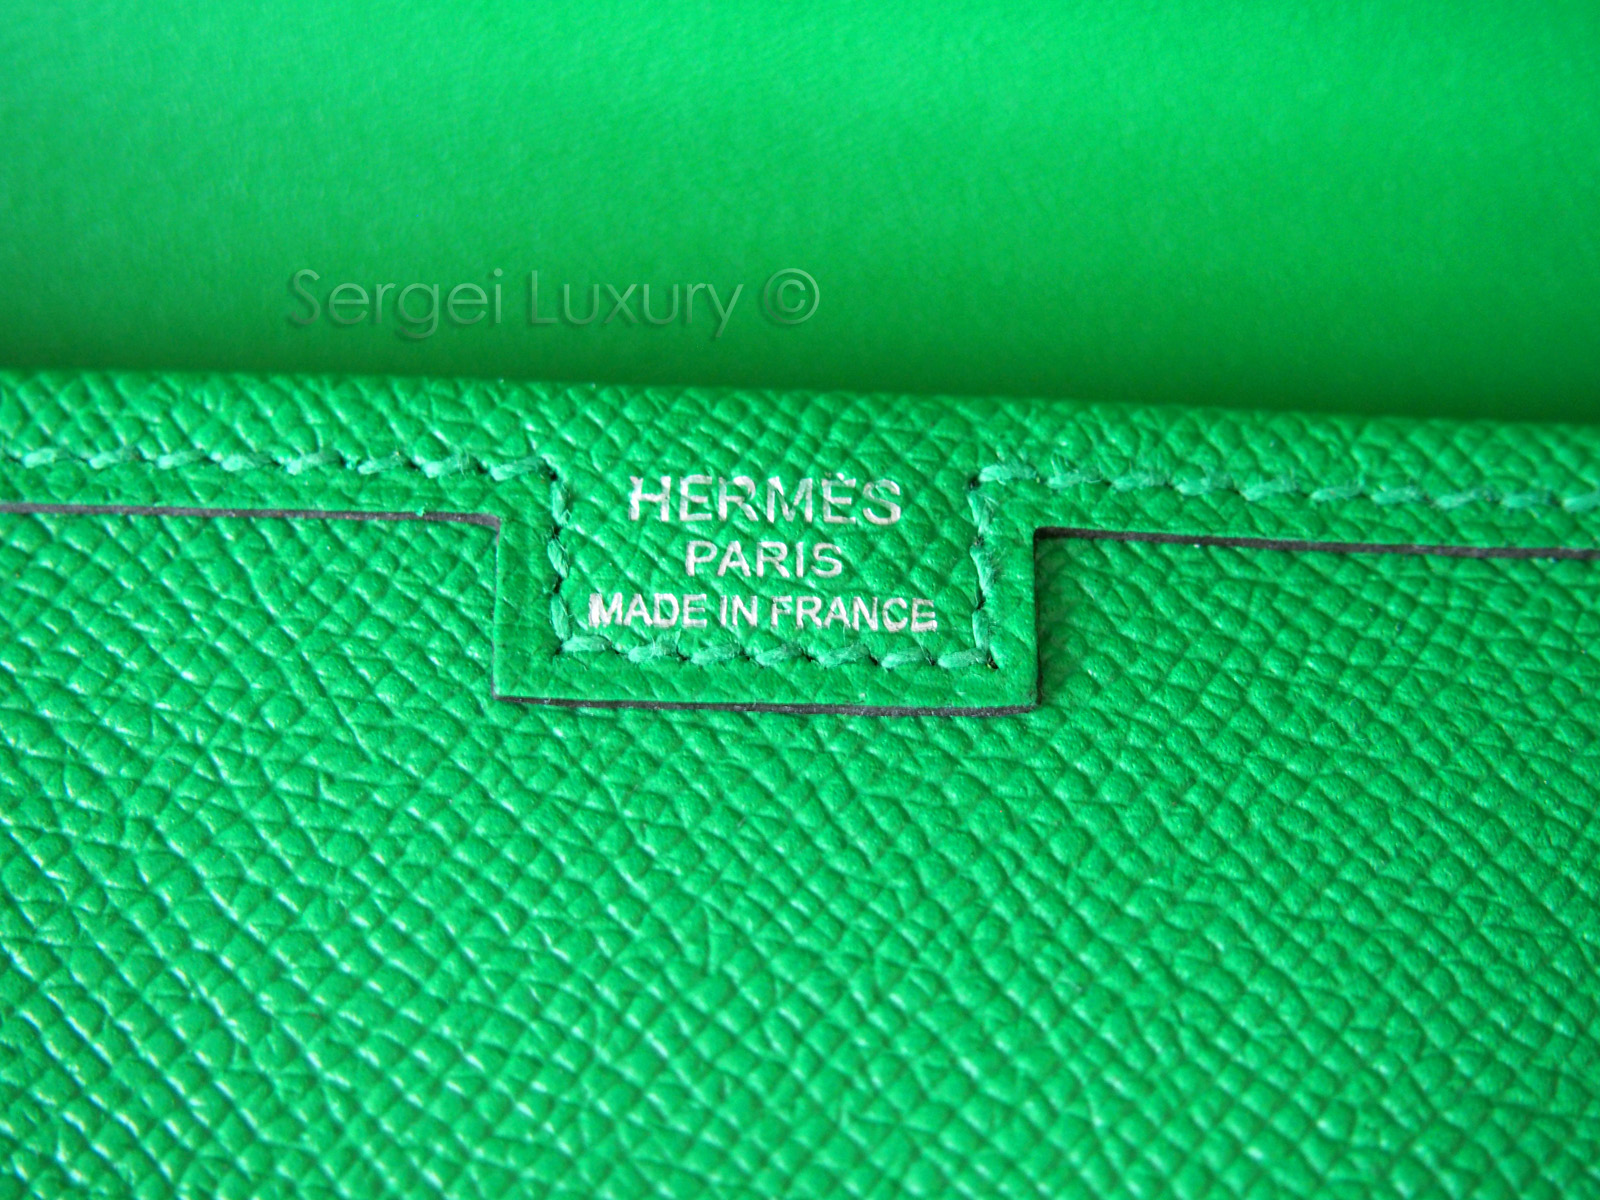 Sergei Luxury ©
HERMÈS
PARIS
MADE IN FRANCE